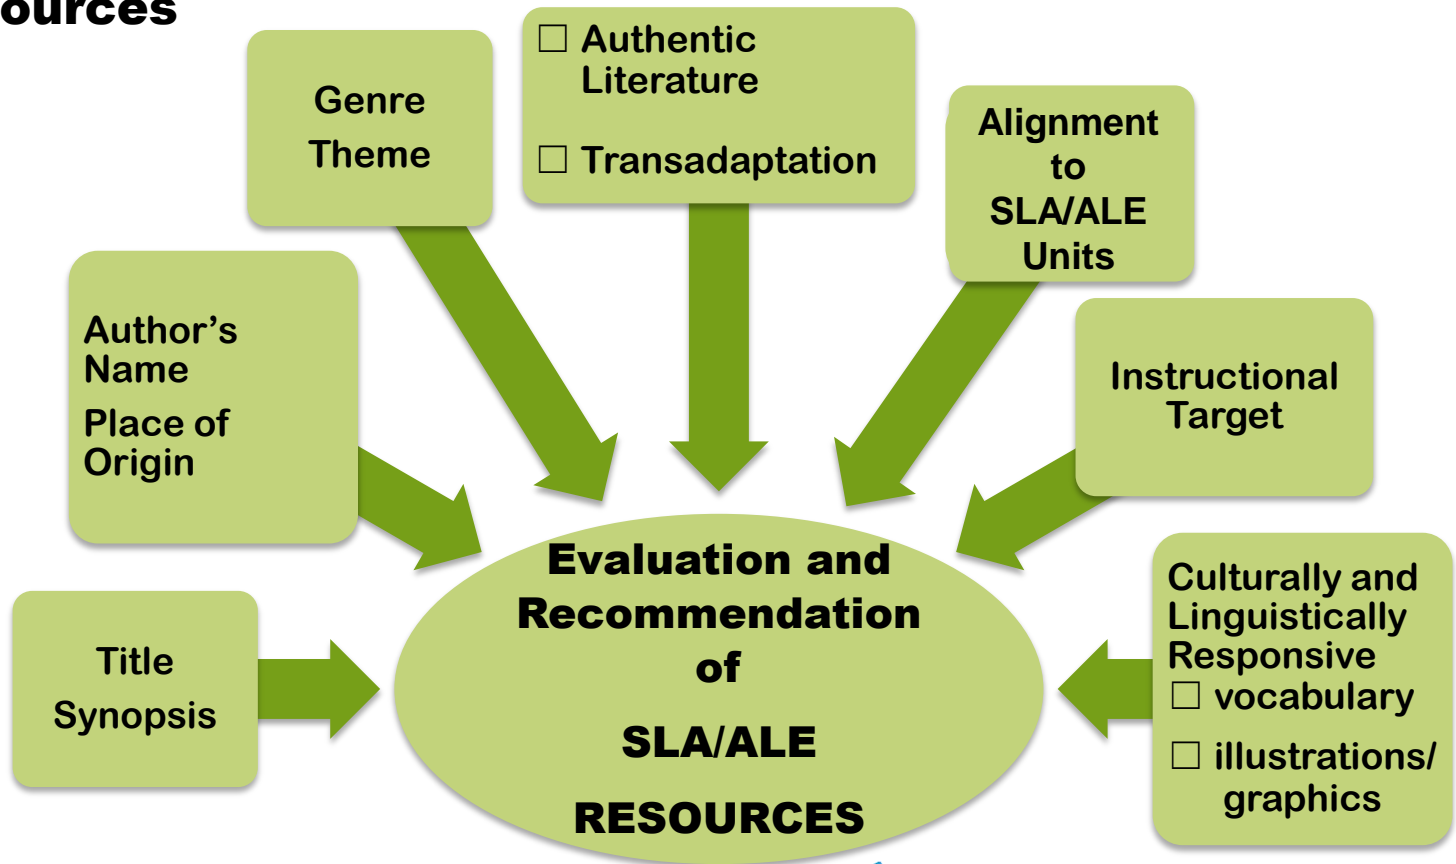 ources
Title
Synopsis
Author’s
Name
Place of
Origin
Genre
Theme
☐ Authentic
Literature
☐ Transadaptation
Alignment
to
SLA/ALE
Units
Instructional
Target
Culturally and
Linguistically
Responsive
☐ vocabulary
☐ illustrations/
graphics
Evaluation and
Recommendation
of
SLA/ALE
RESOURCES